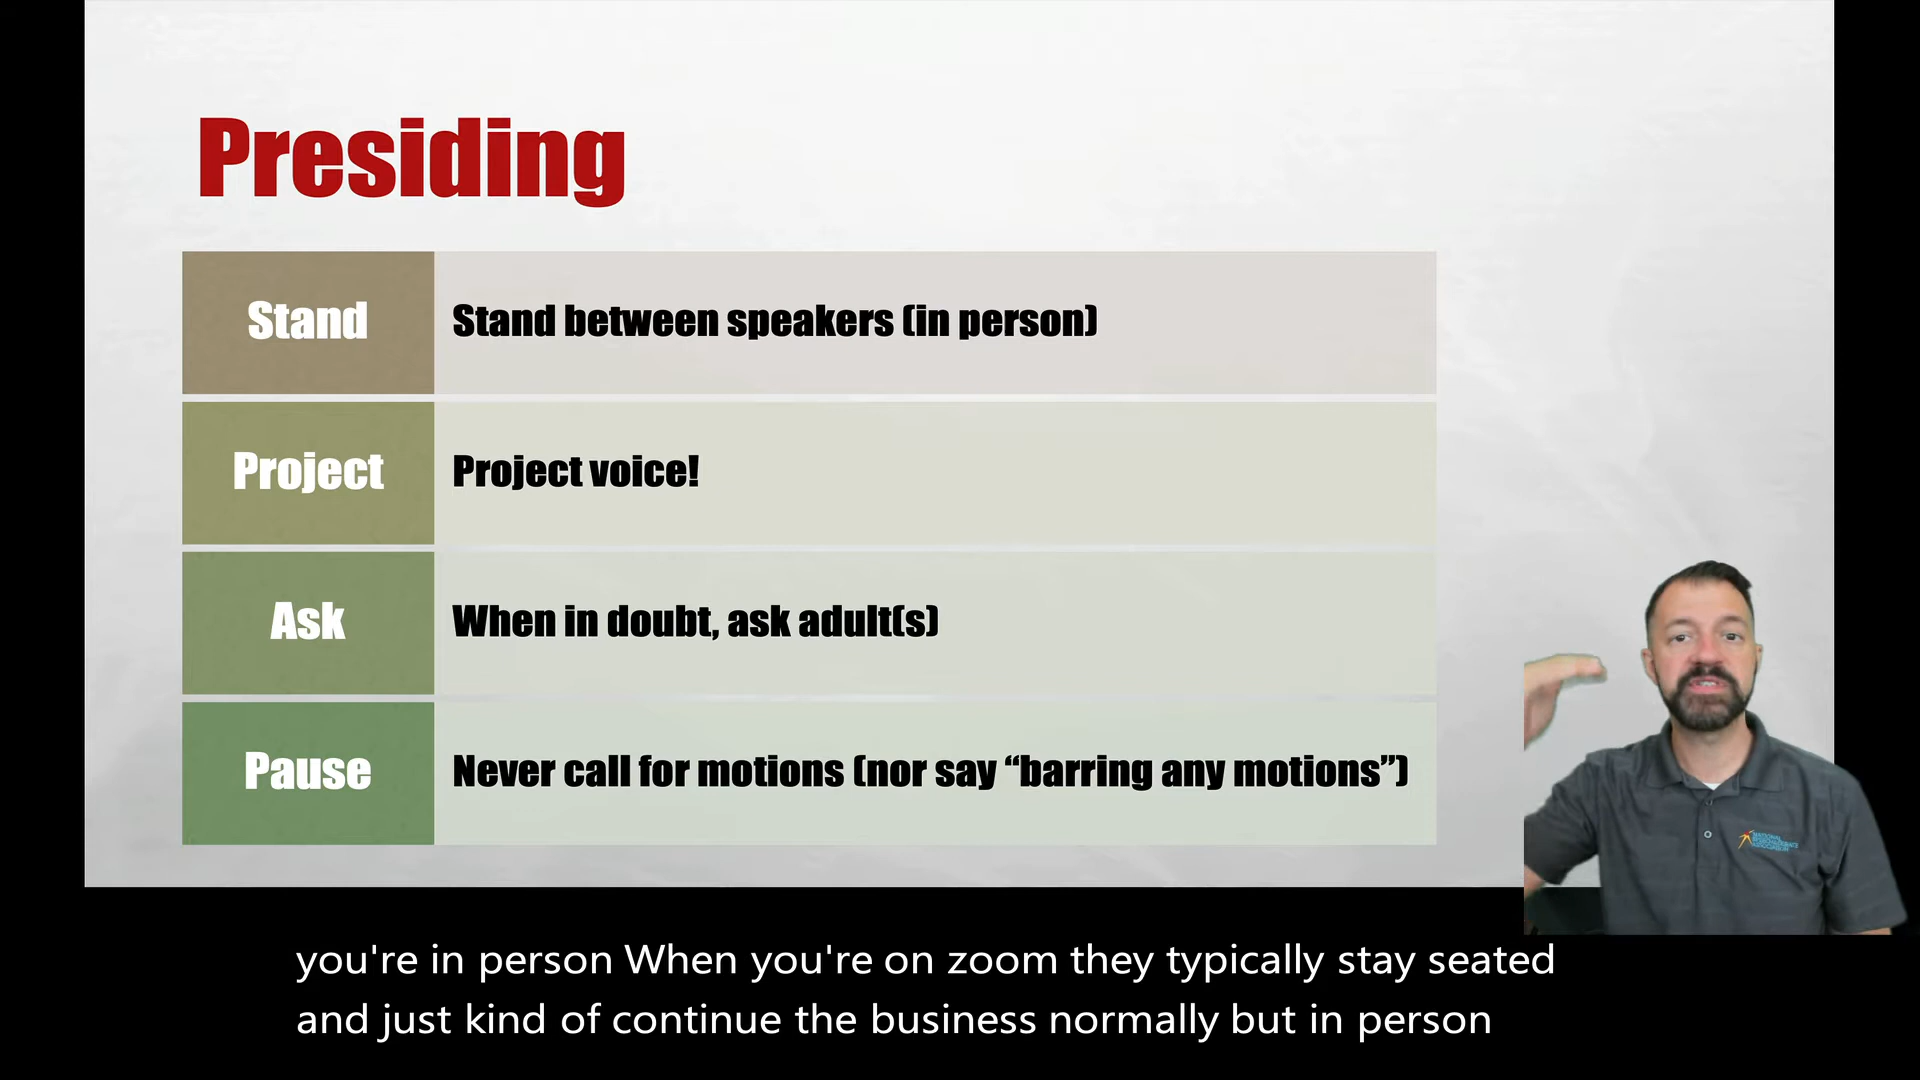 Presiding
Stand
Stand between speakers (in person)
Project
Project voice!
Ask
When in doubt, ask adult(s)
Pause
Never call for motions (nor say “barring any motions”)
NATIONAL
ASSOCIATION
you're in person When you're on zoom they typically stay seated
and just kind of continue the business normally but in person